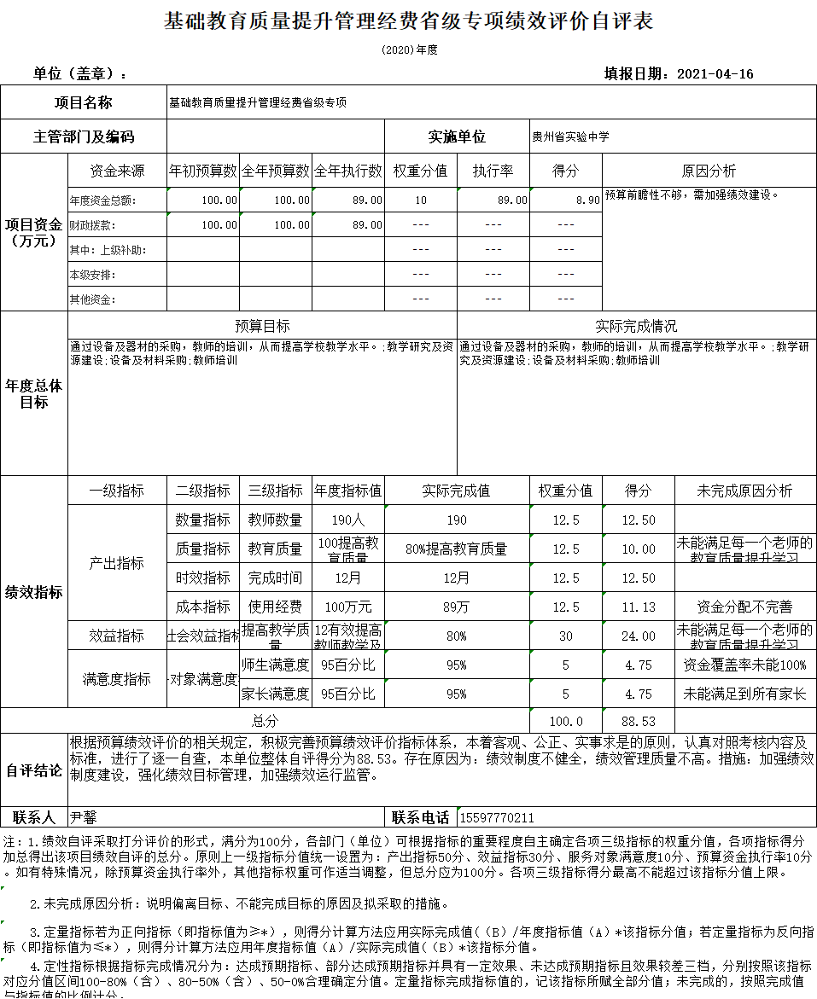 基础教育质量提升管理经费省级专项绩效评价自评表
(2020)年度
单位（盖章）： 填报日期：2021-04-16
项目名称 基础教育质量提升管理经费省级专项
主管部门及编码 实施单位 贵州省实验中学
项目资金（万元）
资金来源 年初预算数 全年预算数 全年执行数 权重分值 执行率 得分 原因分析
年度资金总额: 100.00 100.00 89.00 10 89.00 8.90 预算前瞻性不够，需加强绩效建设。
财政拨款: 100.00 100.00 89.00 --- --- ---
其中：上级补助: --- --- ---
本级安排: --- --- ---
其他资金: --- --- ---
年度总体目标
预算目标 实际完成情况
通过设备及器材的采购，教师的培训，从而提高学校教学水平。;教学研究及资
源建设;设备及材料采购;教师培训
通过设备及器材的采购，教师的培训，从而提高学校教学水平。;教学研
究及资源建设;设备及材料采购;教师培训
绩效指标
一级指标 二级指标 三级指标 年度指标值 实际完成值 权重分值 得分 未完成原因分析
产出指标
数量指标 教师数量 190人 190 12.5 12.50
质量指标 教育质量 100提高教育质量 80%提高教育质量 12.5 10.00 未能满足每一个老师的教育质量提升学习
时效指标 完成时间 12月 12月 12.5 12.50
成本指标 使用经费 100万元 89万 12.5 11.13 资金分配不完善
效益指标 社会效益指标 提高教学质量 12有效提高教师教学及 80% 30 24.00 未能满足每一个老师的教育质量提升学习
满意度指标 对象满意度
师生满意度 95百分比 95% 5 4.75 资金覆盖率未能100%
家长满意度 95百分比 95% 5 4.75 未能满足到所有家长
总分 100.0 88.53
自评结论
根据预算绩效评价的相关规定，积极完善预算绩效评价指标体系，本着客观、公正、实事求是的原则，认真对照考核内容及
标准，进行了逐一自查，本单位整体自评得分为88.53。存在原因为：绩效制度不健全，绩效管理质量不高。措施：加强绩效
制度建设，强化绩效目标管理，加强绩效运行监管。
联系人 尹馨 联系电话 15597770211
注：1.绩效自评采取打分评价的形式，满分为100分，各部门（单位）可根据指标的重要程度自主确定各项三级指标的权重分值，各项指标得分
加总得出该项目绩效自评的总分。原则上一级指标分值统一设置为：产出指标50分、效益指标30分、服务对象满意度10分、预算资金执行率10分
。如有特殊情况，除预算资金执行率外，其他指标权重可作适当调整，但总分应为100分。各项三级指标得分最高不能超过该指标分值上限。
2.未完成原因分析：说明偏离目标、不能完成目标的原因及拟采取的措施。
3.定量指标若为正向指标（即指标值为≥*），则得分计算方法应用实际完成值(（B）/年度指标值（A）*该指标分值；若定量指标为反向指
标（即指标值为≤*），则得分计算方法应用年度指标值（A）/实际完成值(（B）*该指标分值。
4.定性指标根据指标完成情况分为：达成预期指标、部分达成预期指标并具有一定效果、未达成预期指标且效果较差三档，分别按照该指标
对应分值区间100-80%（含）、80-50%（含）、50-0%合理确定分值。定量指标完成指标值的，记该指标所赋全部分值；未完成的，按照完成值
与指标值的比例计分。